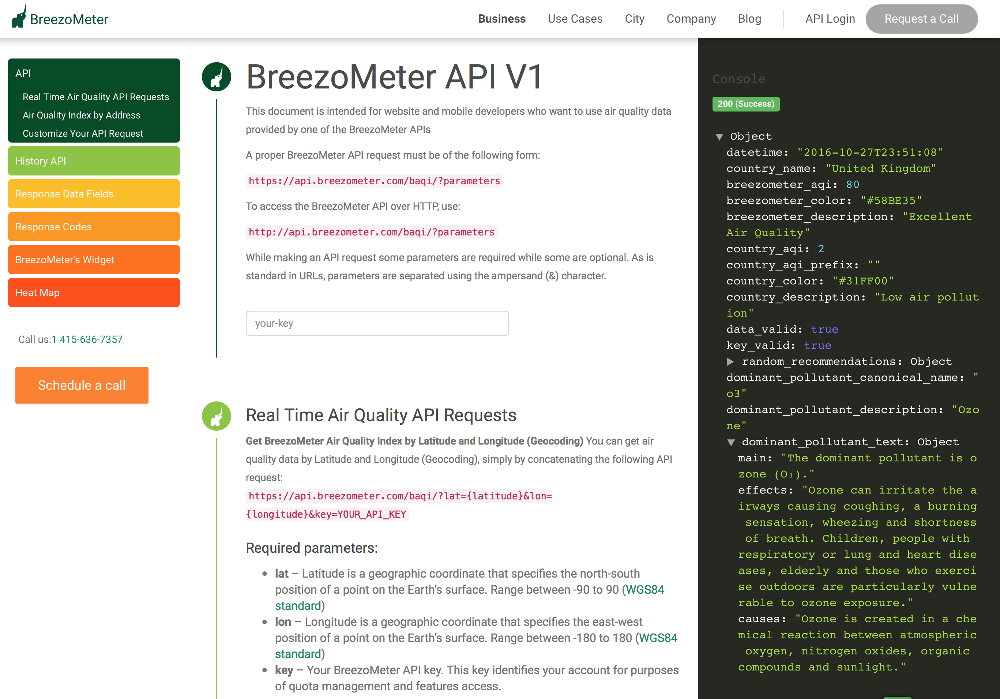 BreezoMeter
Business
Use Cases
City
Company
Blog
API Login
Request a Call
API
Real Time Air Quality API Requests
Air Quality Index by Address
Customize Your API Request
History API
Response Data Fields
Response Codes
BreezoMeter’s Widget
Heat Map
Call us:1 415-636-7357
Schedule a call
BreezoMeter API V1
This document is intended for website and mobile developers who want to use air quality data
provided by one of the BreezoMeter APIs
A proper BreezoMeter API request must be of the following form:
https://api.breezometer.com/baqi/?parameters
To access the BreezoMeter API over HTTP, use:
http://api.breezometer.com/baqi/?parameters
While making an API request some parameters are required while some are optional. As is
standard in URLs, parameters are separated using the ampersand (&) character.
your-key
Real Time Air Quality API Requests
Get BreezoMeter Air Quality Index by Latitude and Longitude (Geocoding) You can get air
quality data by Latitude and Longitude (Geocoding), simply by concatenating the following API
request:
https://api.breezometer.com/baqi/?lat={latitude}&lon=
{longitude}&key=YOUR_API_KEY
Required parameters:
• lat – Latitude is a geographic coordinate that specifies the north-south
position of a point on the Earth’s surface. Range between -90 to 90 (WGS84
standard)
• lon – Longitude is a geographic coordinate that specifies the east-west
position of a point on the Earth’s surface. Range between -180 to 180 (WGS84
standard)
• key – Your BreezoMeter API key. This key identifies your account for purposes
of quota management and features access.
Console
200 (Success)
▼ Object
datetime: "2016-10-27T23:51:08"
country_name: "United Kingdom"
breezometer_aqi: 80
breezometer_color: "#58BE35"
breezometer_description: "Excellent
Air Quality"
country_aqi: 2
country_aqi_prefix: ""
country_color: "#31FF00"
country_description: "Low air pollut
ion"
data_valid: true
key_valid: true
▶ random_recommendations: Object
dominant_pollutant_canonical_name: "
o3"
dominant_pollutant_description: "Ozo
ne"
▼ dominant_pollutant_text: Object
main: "The dominant pollutant is o
zone (O₃)."
effects: "Ozone can irritate the a
irways causing coughing, a burning
sensation, wheezing and shortness
of breath. Children, people with
respiratory or lung and heart dise
ases, elderly and those who exerci
se outdoors are particularly vulne
rable to ozone exposure."
causes: "Ozone is created in a che
mical reaction between atmospheric
oxygen, nitrogen oxides, organic
compounds and sunlight."